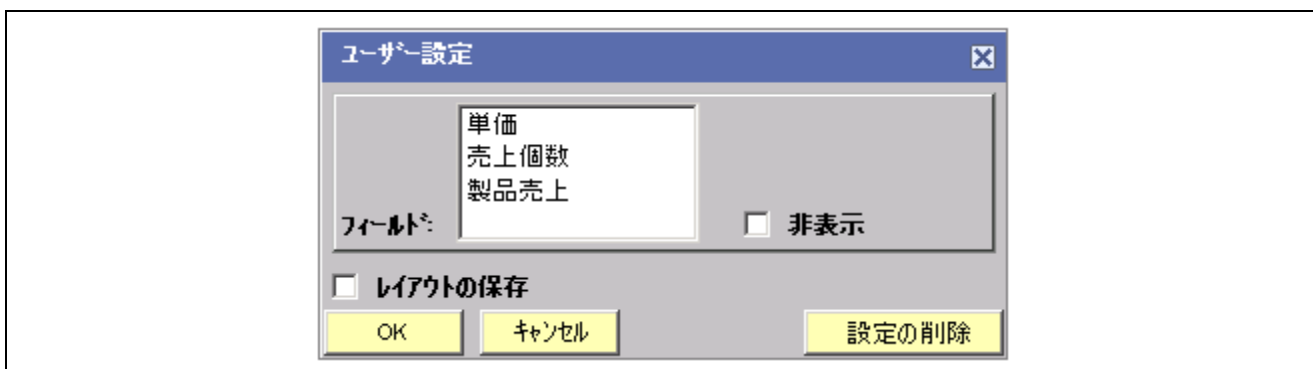 ユーザー設定
単価
売上個数
製品売上
フィールド:
非表示
レイアウトの保存
OK
キャンセル
設定の削除